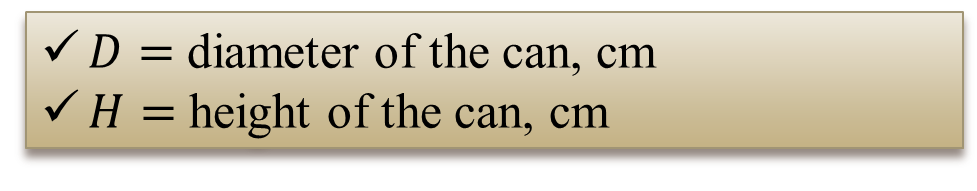 ✓ D = diameter of the can, cm
✓ H = height of the can, cm